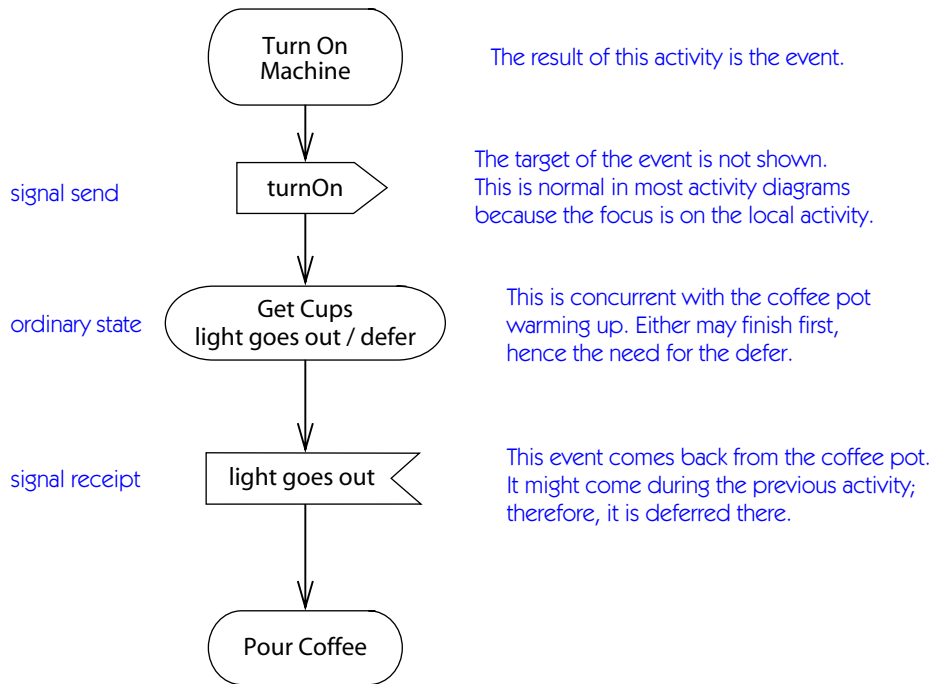 Turn On
Machine
The result of this activity is the event.
signal send
turnOn
The target of the event is not shown.
This is normal in most activity diagrams
because the focus is on the local activity.
ordinary state
Get Cups
light goes out / defer
This is concurrent with the coffee pot
warming up. Either may finish first,
hence the need for the defer.
signal receipt
light goes out
This event comes back from the coffee pot.
It might come during the previous activity;
therefore, it is deferred there.
Pour Coffee